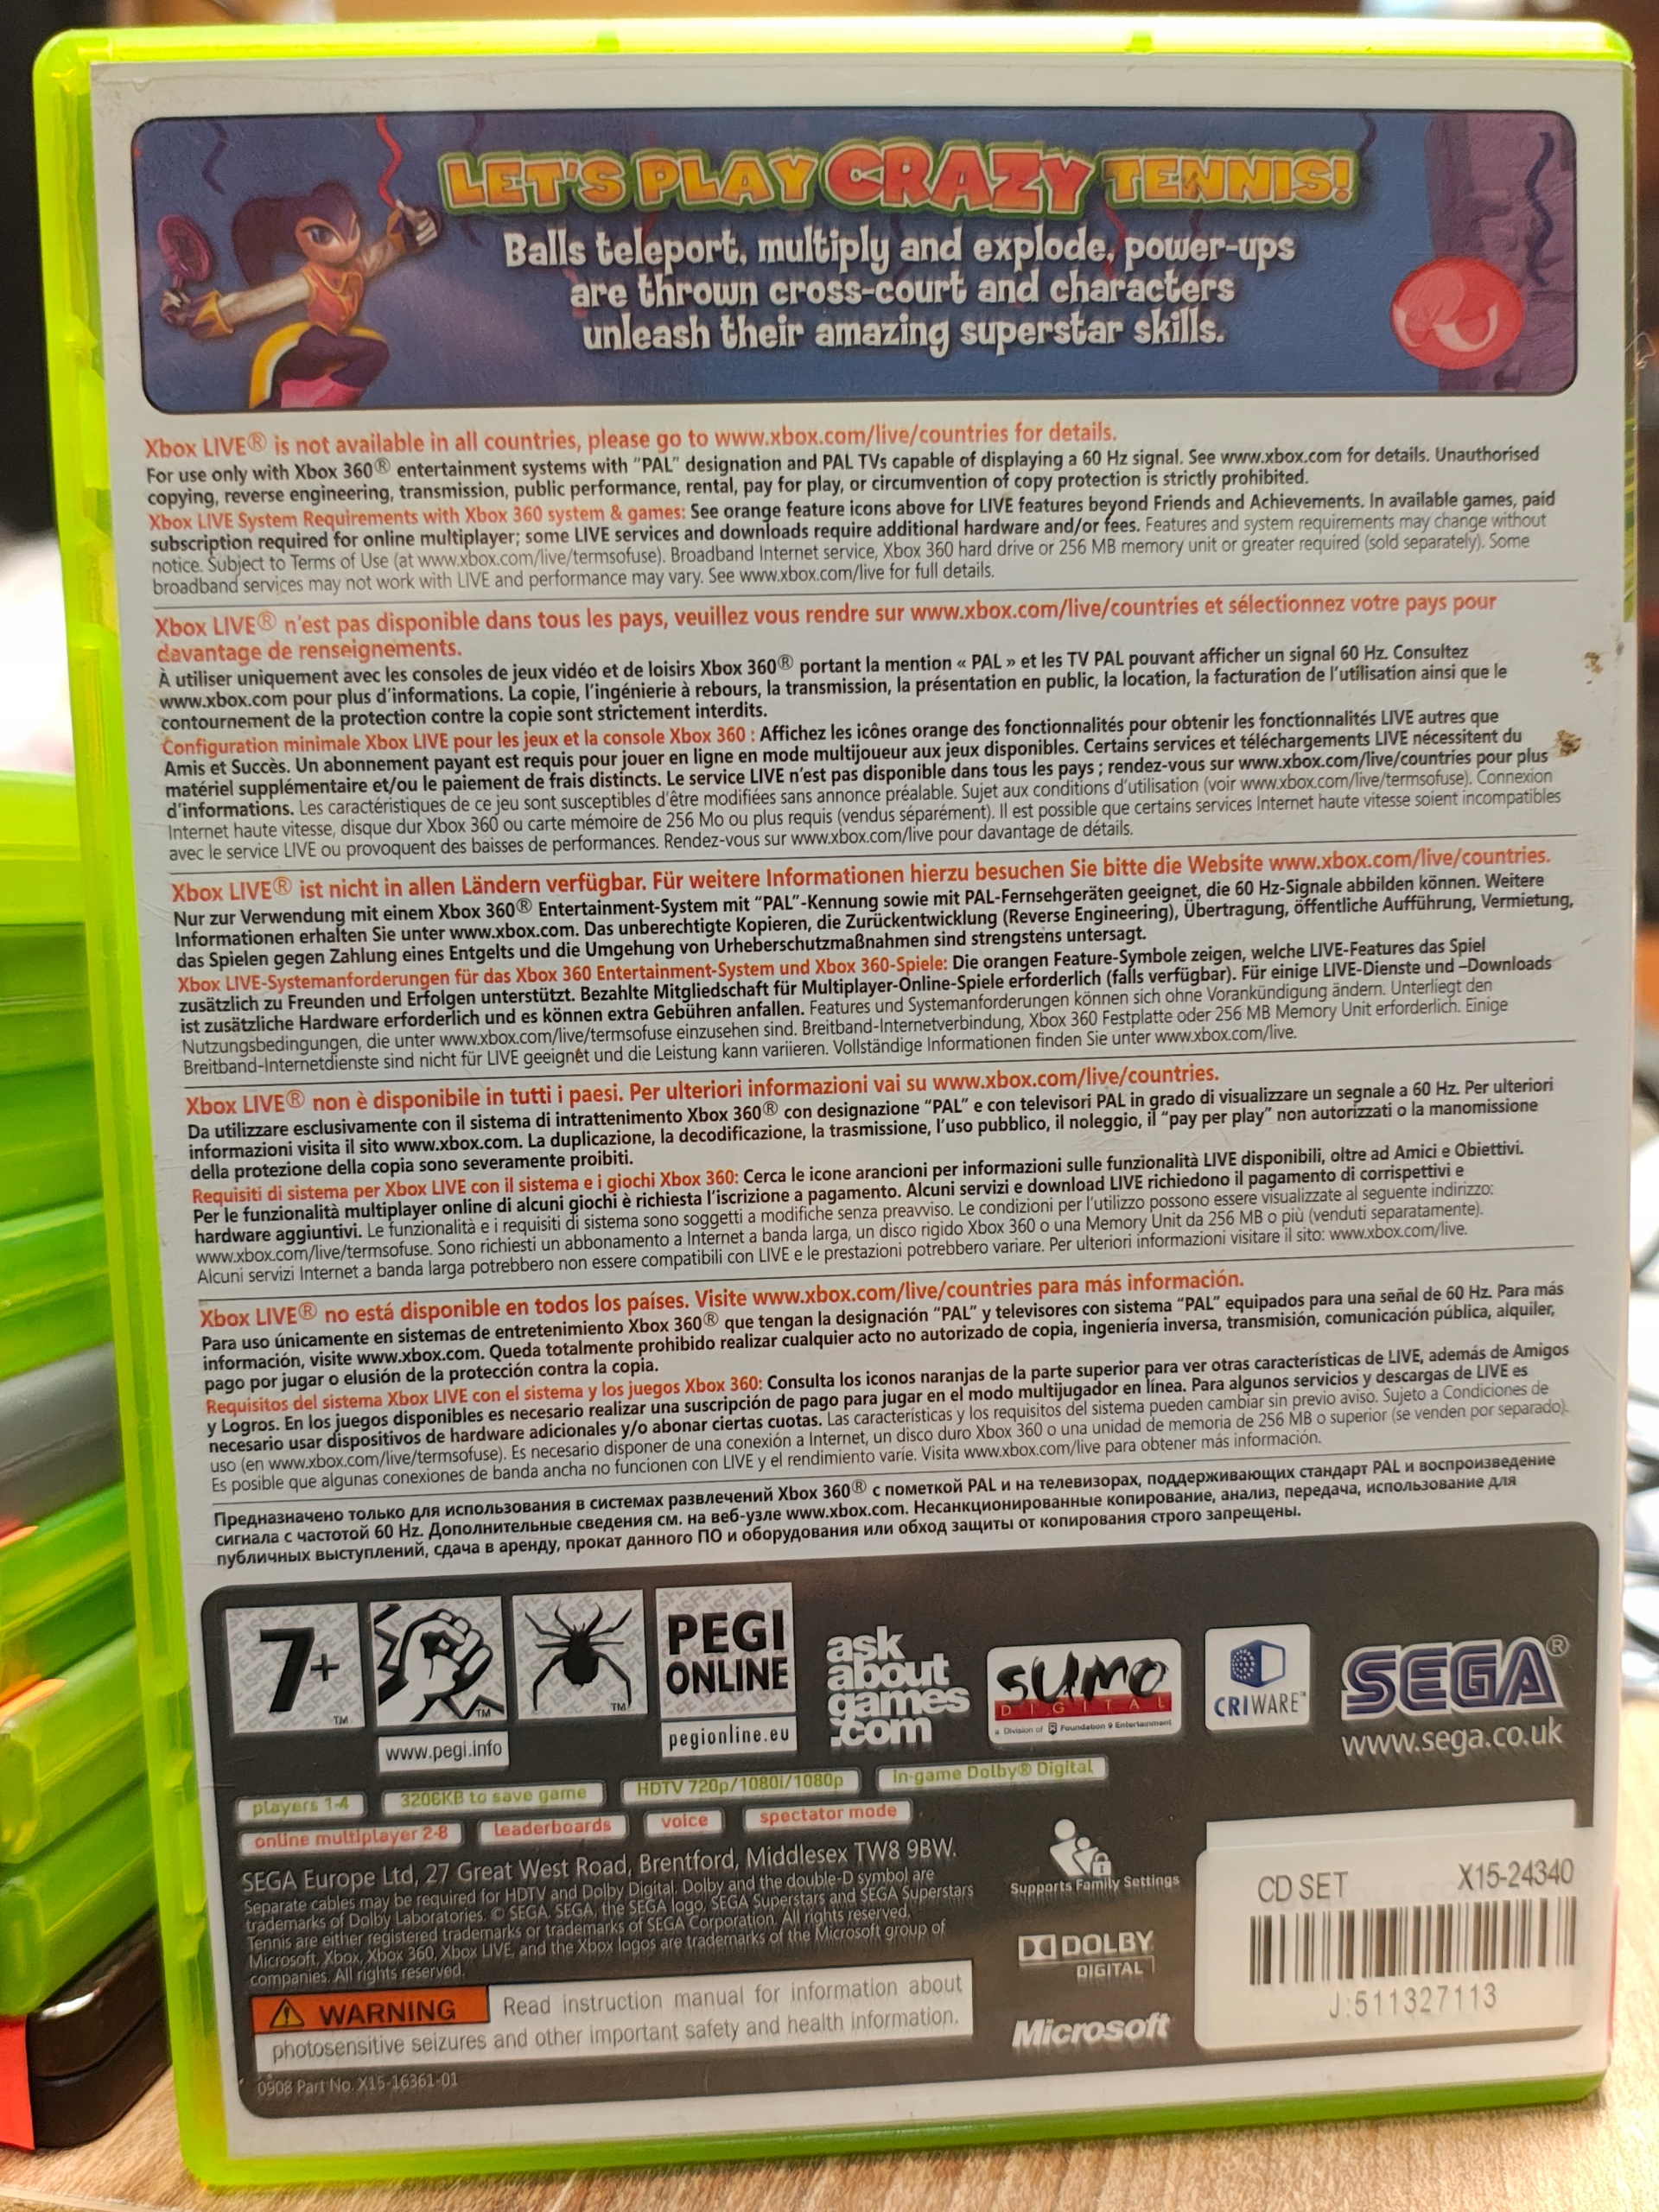 LET'S PLAY CRAZY TENNIS!
Balls teleport, multiply and explode, power-ups
are thrown cross-court and characters
unleash their amazing superstar skills.
Xbox LIVE® is not available in all countries, please go to www.xbox.com/live/countries for details.
For use only with Xbox 360® entertainment systems with "PAL" designation and PAL TVs capable of displaying a 60 Hz signal. See www.xbox.com for details. Unauthorised
copying, reverse engineering, transmission, public performance, rental, pay for play, or circumvention of copy protection is strictly prohibited.
Xbox LIVE System Requirements with Xbox 360 system & games: See orange feature icons above for LIVE features beyond Friends and Achievements. In available games, paid
subscription required for online multiplayer; some LIVE services and downloads require additional hardware and/or fees. Features and system requirements may change without
notice. Subject to Terms of Use (at www.xbox.com/live/termsofuse). Broadband Internet service, Xbox 360 hard drive or 256 MB memory unit or greater required (sold separately). Some
broadband services may not work with LIVE and performance may vary. See www.xbox.com/live for full details.
Xbox LIVE® n'est pas disponible dans tous les pays, veuillez vous rendre sur www.xbox.com/live/countries et sélectionnez votre pays pour
davantage de renseignements.
À utiliser uniquement avec les consoles de jeux vidéo et de loisirs Xbox 360® portant la mention « PAL » et les TV PAL pouvant afficher un signal 60 Hz. Consultez
www.xbox.com pour plus d'informations. La copie, l'ingénierie à rebours, la transmission, la présentation en public, la location, la facturation de l'utilisation ainsi que le
contournement de la protection contre la copie sont strictement interdits.
Configuration minimale Xbox LIVE pour les jeux et la console Xbox 360 : Affichez les icônes orange des fonctionnalités pour obtenir les fonctionnalités LIVE autres que
Amis et Succès. Un abonnement payant est requis pour jouer en ligne en mode multijoueur aux jeux disponibles. Certains services et téléchargements LIVE nécessitent du
matériel supplémentaire et/ou le paiement de frais distincts. Le service LIVE n'est pas disponible dans tous les pays ; rendez-vous sur www.xbox.com/live/countries pour plus
d'informations. Les caractéristiques de ce jeu sont susceptibles d'être modifiées sans annonce préalable. Sujet aux conditions d'utilisation (voir www.xbox.com/live/termsofuse). Connexion
Internet haute vitesse, disque dur Xbox 360 ou carte mémoire de 256 Mo ou plus requis (vendus séparément). Il est possible que certains services Internet haute vitesse soient incompatibles
avec le service LIVE ou provoquent des baisses de performances. Rendez-vous sur www.xbox.com/live pour davantage de détails.
Xbox LIVE® ist nicht in allen Ländern verfügbar. Für weitere Informationen hierzu besuchen Sie bitte die Website www.xbox.com/live/countries.
Nur zur Verwendung mit einem Xbox 360® Entertainment-System mit "PAL"-Kennung sowie mit PAL-Fernsehgeräten geeignet, die 60 Hz-Signale abbilden können. Weitere
Informationen erhalten Sie unter www.xbox.com. Das unberechtigte Kopieren, die Zurückentwicklung (Reverse Engineering), Übertragung, öffentliche Aufführung, Vermietung,
das Spielen gegen Zahlung eines Entgelts und die Umgehung von Urheberschutzmaßnahmen sind strengstens untersagt.
Xbox LIVE-Systemanforderungen für das Xbox 360 Entertainment-System und Xbox 360-Spiele: Die orangen Feature-Symbole zeigen, welche LIVE-Features das Spiel
zusätzlich zu Freunden und Erfolgen unterstützt. Bezahlte Mitgliedschaft für Multiplayer-Online-Spiele erforderlich (falls verfügbar). Für einige LIVE-Dienste und –Downloads
ist zusätzliche Hardware erforderlich und es können extra Gebühren anfallen. Features und Systemanforderungen können sich ohne Vorankündigung ändern. Unterliegt den
Nutzungsbedingungen, die unter www.xbox.com/live/termsofuse einzusehen sind. Breitband-Internetverbindung, Xbox 360 Festplatte oder 256 MB Memory Unit erforderlich. Einige
Breitband-Internetdienste sind nicht für LIVE geeignet und die Leistung kann variieren. Vollständige Informationen finden Sie unter www.xbox.com/live.
Xbox LIVE® non è disponibile in tutti i paesi. Per ulteriori informazioni vai su www.xbox.com/live/countries.
Da utilizzare esclusivamente con il sistema di intrattenimento Xbox 360® con designazione "PAL" e con televisori PAL in grado di visualizzare un segnale a 60 Hz. Per ulteriori
informazioni visita il sito www.xbox.com. La duplicazione, la decodificazione, la trasmissione, l'uso pubblico, il noleggio, il "pay per play" non autorizzati o la manomissione
della protezione della copia sono severamente proibiti.
Requisiti di sistema per Xbox LIVE con il sistema e i giochi Xbox 360: Cerca le icone arancioni per informazioni sulle funzionalità LIVE disponibili, oltre ad Amici e Obiettivi.
Per le funzionalità multiplayer online di alcuni giochi è richiesta l'iscrizione a pagamento. Alcuni servizi e download LIVE richiedono il pagamento di corrispettivi e
hardware aggiuntivi. Le funzionalità e i requisiti di sistema sono soggetti a modifiche senza preavviso. Le condizioni per l'utilizzo possono essere visualizzate al seguente indirizzo:
www.xbox.com/live/termsofuse. Sono richiesti un abbonamento a Internet a banda larga, un disco rigido Xbox 360 o una Memory Unit da 256 MB o più (venduti separatamente).
Alcuni servizi Internet a banda larga potrebbero non essere compatibili con LIVE e le prestazioni potrebbero variare. Per ulteriori informazioni visitare il sito: www.xbox.com/live.
Xbox LIVE® no está disponible en todos los países. Visite www.xbox.com/live/countries para más información.
Para uso únicamente en sistemas de entretenimiento Xbox 360® que tengan la designación "PAL" y televisores con sistema "PAL" equipados para una señal de 60 Hz. Para más
información, visite www.xbox.com. Queda totalmente prohibido realizar cualquier acto no autorizado de copia, ingeniería inversa, transmisión, comunicación pública, alquiler,
pago por jugar o elusión de la protección contra la copia.
Requisitos del sistema Xbox LIVE con el sistema y los juegos Xbox 360: Consulta los iconos naranjas de la parte superior para ver otras características de LIVE, además de Amigos
y Logros. En los juegos disponibles es necesario realizar una suscripción de pago para jugar en el modo multijugador en línea. Para algunos servicios y descargas de LIVE es
necesario usar dispositivos de hardware adicionales y/o abonar ciertas cuotas. Las características y los requisitos del sistema pueden cambiar sin previo aviso. Sujeto a Condiciones de
uso (en www.xbox.com/live/termsofuse). Es necesario disponer de una conexión a Internet, un disco duro Xbox 360 o una unidad de memoria de 256 MB o superior (se venden por separado).
Es posible que algunas conexiones de banda ancha no funcionen con LIVE y el rendimiento varíe. Visita www.xbox.com/live para obtener más información.
Предназначено только для использования в системах развлечений Xbox 360® с пометкой PAL и на телевизорах, поддерживающих стандарт PAL и воспроизведение
сигнала с частотой 60 Hz. Дополнительные сведения см. на веб-узле www.xbox.com. Несанкционированные копирование, анализ, передача, использование для
публичных выступлений, сдача в аренду, прокат данного ПО и оборудования или обход защиты от копирования строго запрещены.
7+
TM
TM
TM
PEGI
ONLINE
www.pegi.info
pegionline.eu
ask
about
games
.com
SUMO
DIGITAL
a Division of Foundation 9 Entertainment
CRIWARE™
SEGA®
www.sega.co.uk
players 1-4
3206KB to save game
HDTV 720p/1080i/1080p
in-game Dolby® Digital
online multiplayer 2-8
leaderboards
voice
spectator mode
SEGA Europe Ltd, 27 Great West Road, Brentford, Middlesex TW8 9BW.
Separate cables may be required for HDTV and Dolby Digital. Dolby and the double-D symbol are
trademarks of Dolby Laboratories. © SEGA. SEGA, the SEGA logo, SEGA Superstars and SEGA Superstars
Tennis are either registered trademarks or trademarks of SEGA Corporation. All rights reserved.
Microsoft, Xbox, Xbox 360, Xbox LIVE, and the Xbox logos are trademarks of the Microsoft group of
companies. All rights reserved.
WARNING Read instruction manual for information about
photosensitive seizures and other important safety and health information.
0908 Part No. X15-16361-01
Supports Family Settings
DOLBY
DIGITAL
Microsoft
CD SET X15-24340
J:511327113